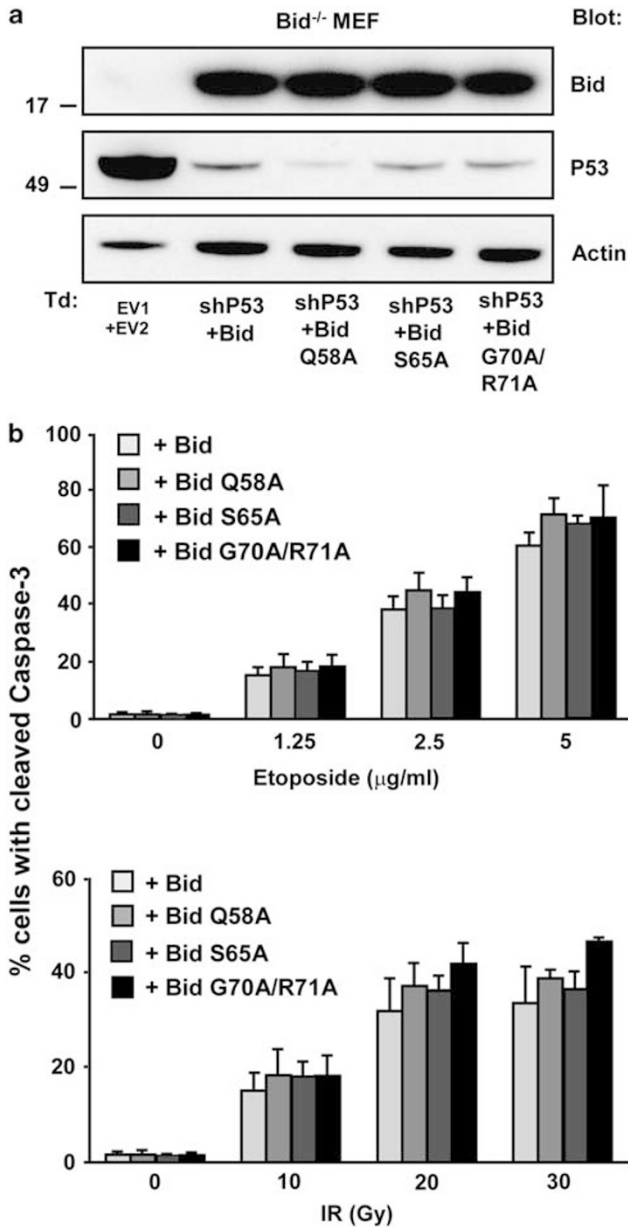 a
Bid-/- MEF
Blot:
17
Bid
49
P53
Actin
Td:
EV1
+EV2
shP53
+Bid
shP53
+Bid
Q58A
shP53
+Bid
S65A
shP53
+Bid
G70A/
R71A
b
% cells with cleaved Caspase-3
100
80
60
40
20
0
+ Bid
+ Bid Q58A
+ Bid S65A
+ Bid G70A/R71A
0 1.25 2.5 5
Etoposide (μg/ml)
60
40
20
0
+ Bid
+ Bid Q58A
+ Bid S65A
+ Bid G70A/R71A
0 10 20 30
IR (Gy)